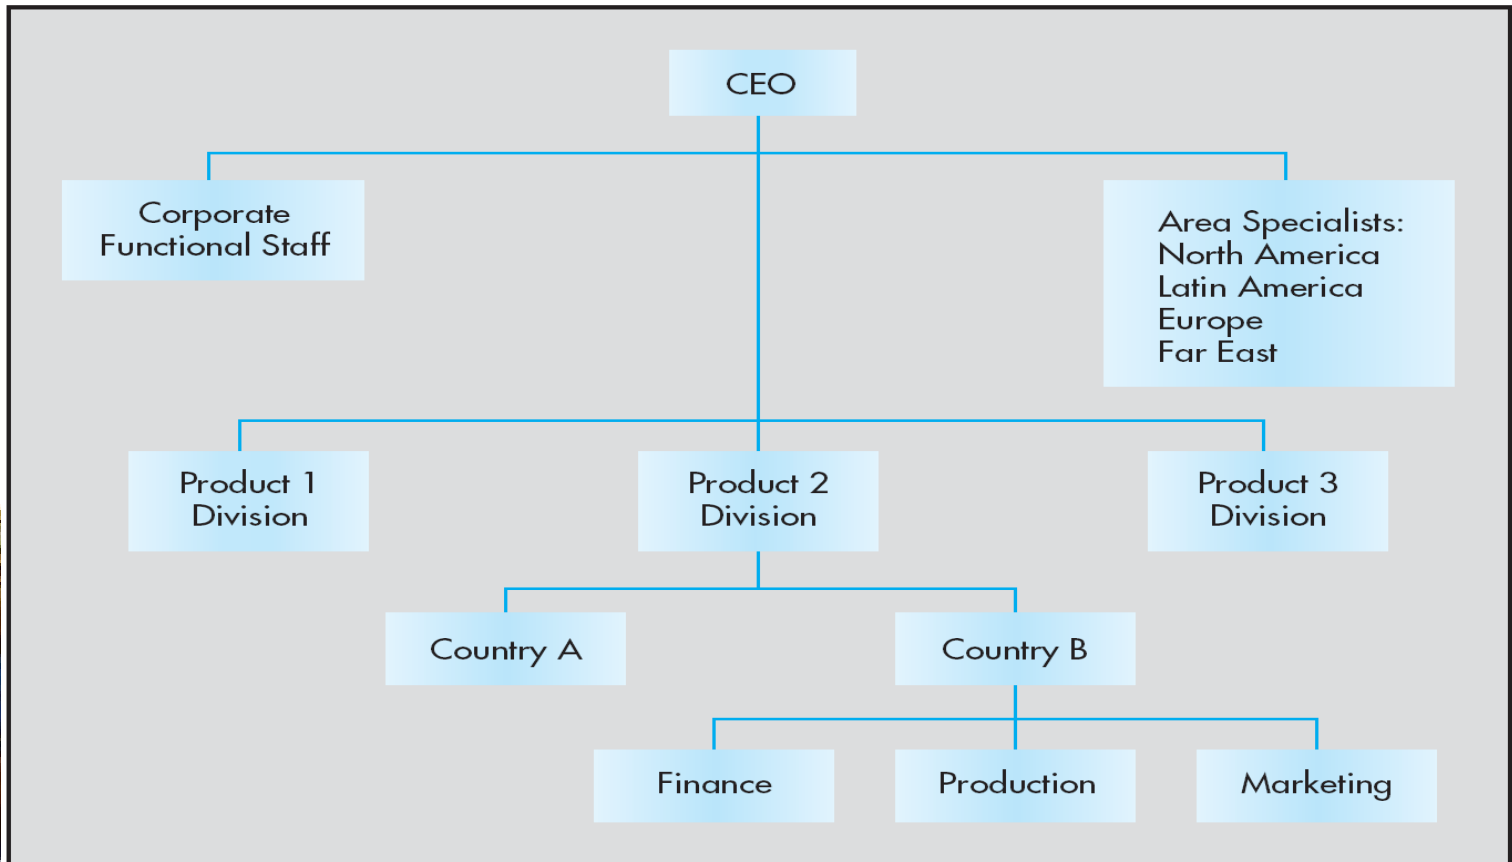 CEO
Corporate
Functional Staff
Area Specialists:
North America
Latin America
Europe
Far East
Product 1
Division
Product 2
Division
Product 3
Division
Country A
Country B
Finance
Production
Marketing